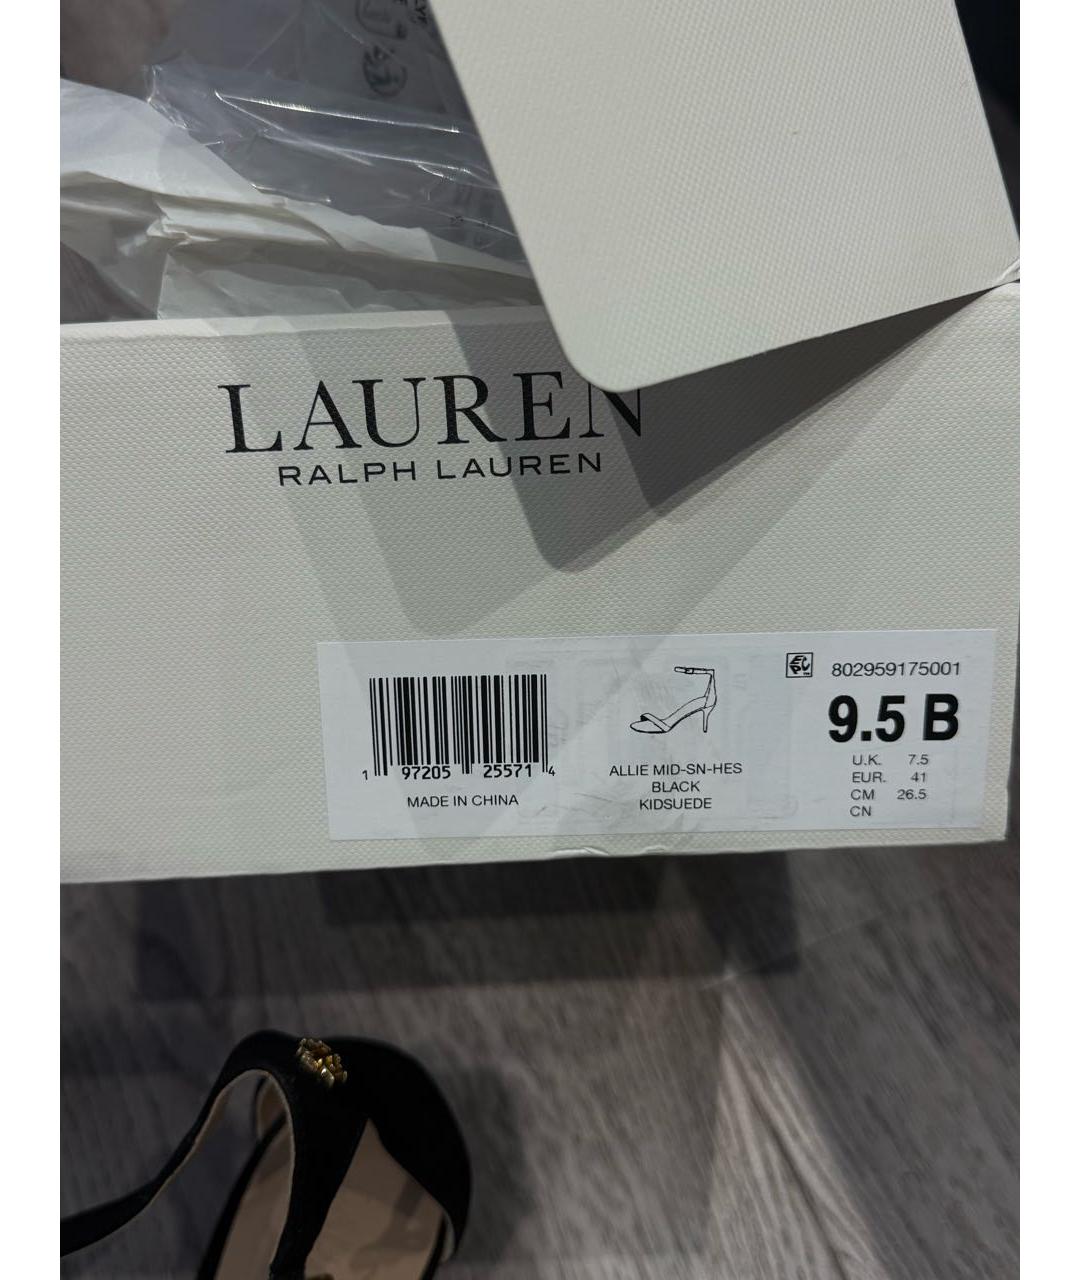 LAUREN
RALPH LAUREN
802959175001
9.5 B
U.K. 7.5
EUR. 41
CM 26.5
CN
1 97205 25571 4
MADE IN CHINA
ALLIE MID-SN-HES
BLACK
KIDSUEDE